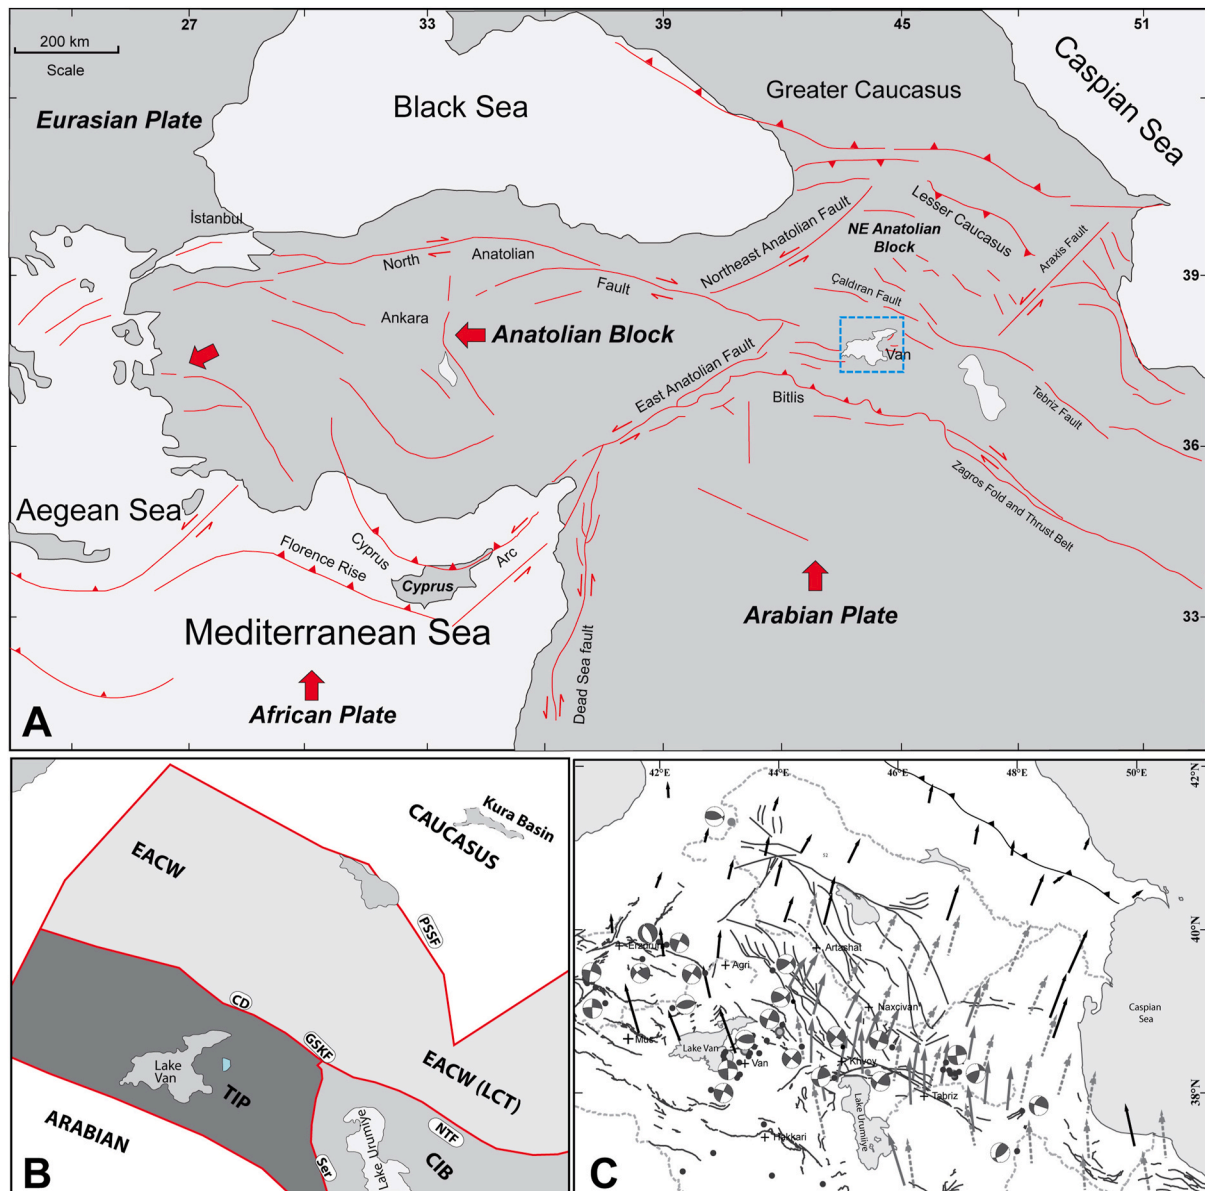 27
33
39
45
51
200 km
Scale
Eurasian Plate
Black Sea
Greater Caucasus
Caspian Sea
İstanbul
North
Anatolian
Fault
Northeast Anatolian Fault
NE Anatolian
Block
Lesser Caucasus
Araxis Fault
39
Çaldıran Fault
Ankara
Anatolian Block
Van
East Anatolian Fault
Bitlis
Tebriz Fault
36
Zagros Fold and Thrust Belt
Aegean Sea
Florence Rise
Cyprus
Arc
Cyprus
Mediterranean Sea
Arabian Plate
33
Dead Sea fault
African Plate
A
EACW
CAUCASUS
Kura Basin
PSSF
CD
GSKF
Lake
Van
TIP
EACW (LCT)
NTF
ARABIAN
Ser
Lake Urumiye
CIB
B
42°E
44°E
46°E
48°E
50°E
42°N
Erzurum
Agri
Artashat
40°N
Naxcivan
Caspian
Sea
Mus
Lake Van
Van
Khvoy
Tabriz
38°N
Lake Urumiye
Hakkari
C